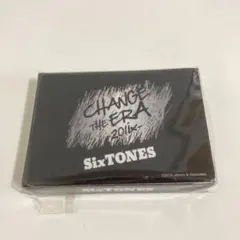 CHANGE
THE ERA
-201ix-
SixTONES